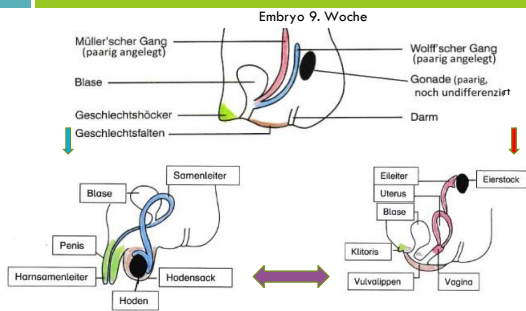 Embryo 9. Woche
Müller'scher Gang
(paarig angelegt)
Wolff'scher Gang
(paarig angelegt)
Blase
Gonade (paarig,
noch undifferenziert
Geschlechtshöcker
Darm
Geschlechtsfalten
Samenleiter
Blase
Penis
Harnsamenleiter
Hodensack
Hoden
Eileiter
Eierstock
Uterus
Blase
Klitoris
Vulvalippen
Vagina